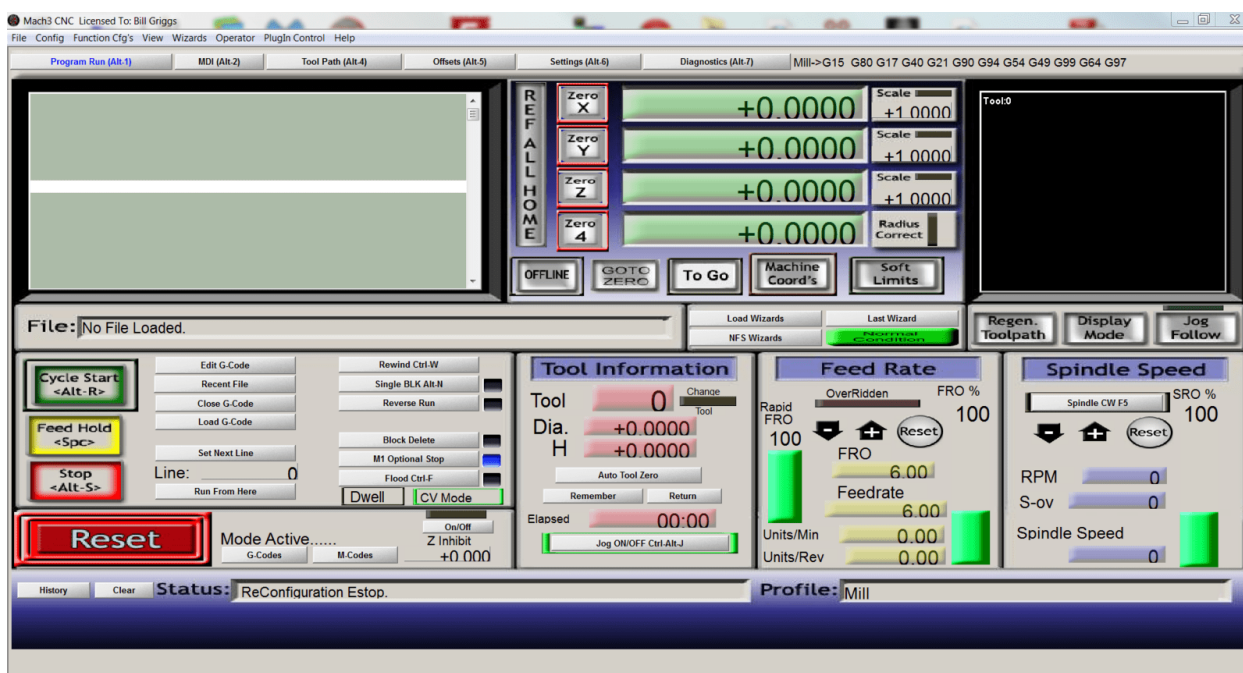 Mach3 CNC Licensed To: Bill Griggs
File Config Function Cfg's View Wizards Operator PlugIn Control Help
Program Run (Alt-1) MDI (Alt-2) Tool Path (Alt-4) Offsets (Alt-5) Settings (Alt-6) Diagnostics (Alt-7) Mill->G15 G80 G17 G40 G21 G90 G94 G54 G49 G99 G64 G97
REF ALL HOME
Zero X +0.0000 Scale +1.0000
Zero Y +0.0000 Scale +1.0000
Zero Z +0.0000 Scale +1.0000
Zero 4 +0.0000 Radius Correct
OFFLINE GOTO ZERO To Go Machine Coord's Soft Limits
Tool:0
File: No File Loaded.
Load Wizards Last Wizard
NFS Wizards Normal Condition
Regen. Toolpath Display Mode Jog Follow
Cycle Start <Alt-R>
Feed Hold <Spc>
Stop <Alt-S>
Edit G-Code
Recent File
Close G-Code
Load G-Code
Set Next Line
Line: 0
Run From Here
Rewind Ctrl-W
Single BLK Alt-N
Reverse Run
Block Delete
M1 Optional Stop
Flood Ctrl-F
Dwell CV Mode
Reset
Mode Active......
G-Codes M-Codes
On/Off
Z Inhibit
+0.000
Tool Information
Tool 0 Change Tool
Dia. +0.0000
H +0.0000
Auto Tool Zero
Remember Return
Elapsed 00:00
Jog ON/OFF Ctrl-Alt-J
Feed Rate
OverRidden FRO %
100
Rapid FRO
100
Reset
FRO
6.00
Feedrate
6.00
Units/Min 0.00
Units/Rev 0.00
Spindle Speed
Spindle CW F5 SRO %
100
Reset
RPM 0
S-ov 0
Spindle Speed
0
History Clear Status: ReConfiguration Estop. Profile: Mill